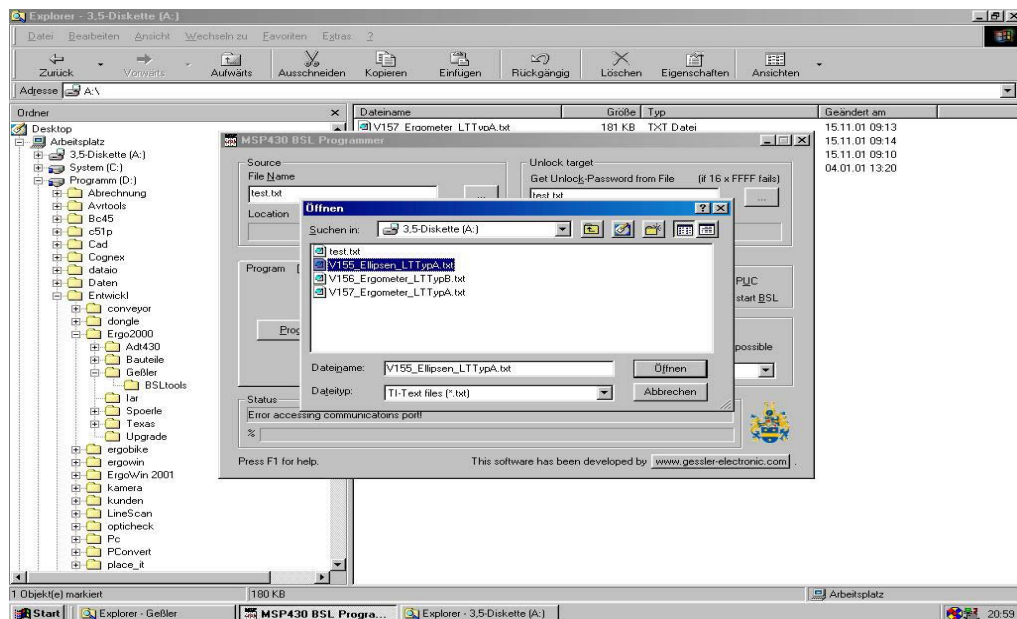 Explorer - 3,5-Diskette (A:)
Datei Bearbeiten Ansicht Wechseln zu Favoriten Extras ?
Zurück Vorwärts Aufwärts Ausschneiden Kopieren Einfügen Rückgängig Löschen Eigenschaften Ansichten
Adresse A:\
Ordner
Desktop
Arbeitsplatz
3,5-Diskette (A:)
System (C:)
Programm (D:)
Abrechnung
Avrtools
Bc45
c51p
Cad
Cognex
dataio
Daten
Entwickl
conveyor
dongle
Ergo2000
Adt430
Bauteile
Geßler
BSLtools
Iar
Spoerle
Texas
Upgrade
ergobike
ergowin
ErgoWin 2001
kamera
kunden
LineScan
opticheck
Pc
PConvert
place_it
Dateiname Größe Typ Geändert am
V157_Ergometer_LTTypA.txt 181 KB TXT Datei 15.11.01 09:13
15.11.01 09:14
15.11.01 09:10
04.01.01 13:20
MSP430 BSL Programmer
Source
File Name
test.txt ...
Location
Unlock target
Get Unlock-Password from File (if 16 x FFFF fails)
test.txt ...
Program
Prog
PUC
start BSL
possible
Öffnen
Suchen in: 3,5-Diskette (A:)
test.txt
V155_Ellipsen_LTTypA.txt
V156_Ergometer_LTTypB.txt
V157_Ergometer_LTTypA.txt
Dateiname: V155_Ellipsen_LTTypA.txt Öffnen
Dateityp: TI-Text files (*.txt) Abbrechen
Status
Error accessing communicatoins port!
%
Press F1 for help. This software has been developed by www.gessler-electronic.com .
1 Objekt(e) markiert 180 KB Arbeitsplatz
Start Explorer - Geßler MSP430 BSL Progra... Explorer - 3,5-Diskette (A:) 20:59